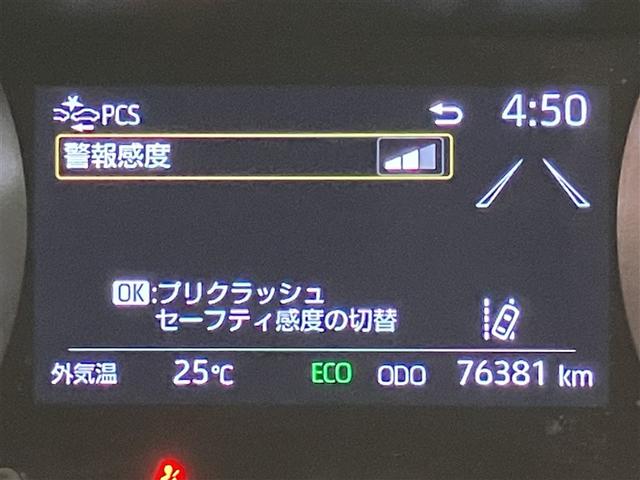 PCS
4:50
警報感度
OK:プリクラッシュ
セーフティ感度の切替
外気温 25℃ ECO ODO 76381 km